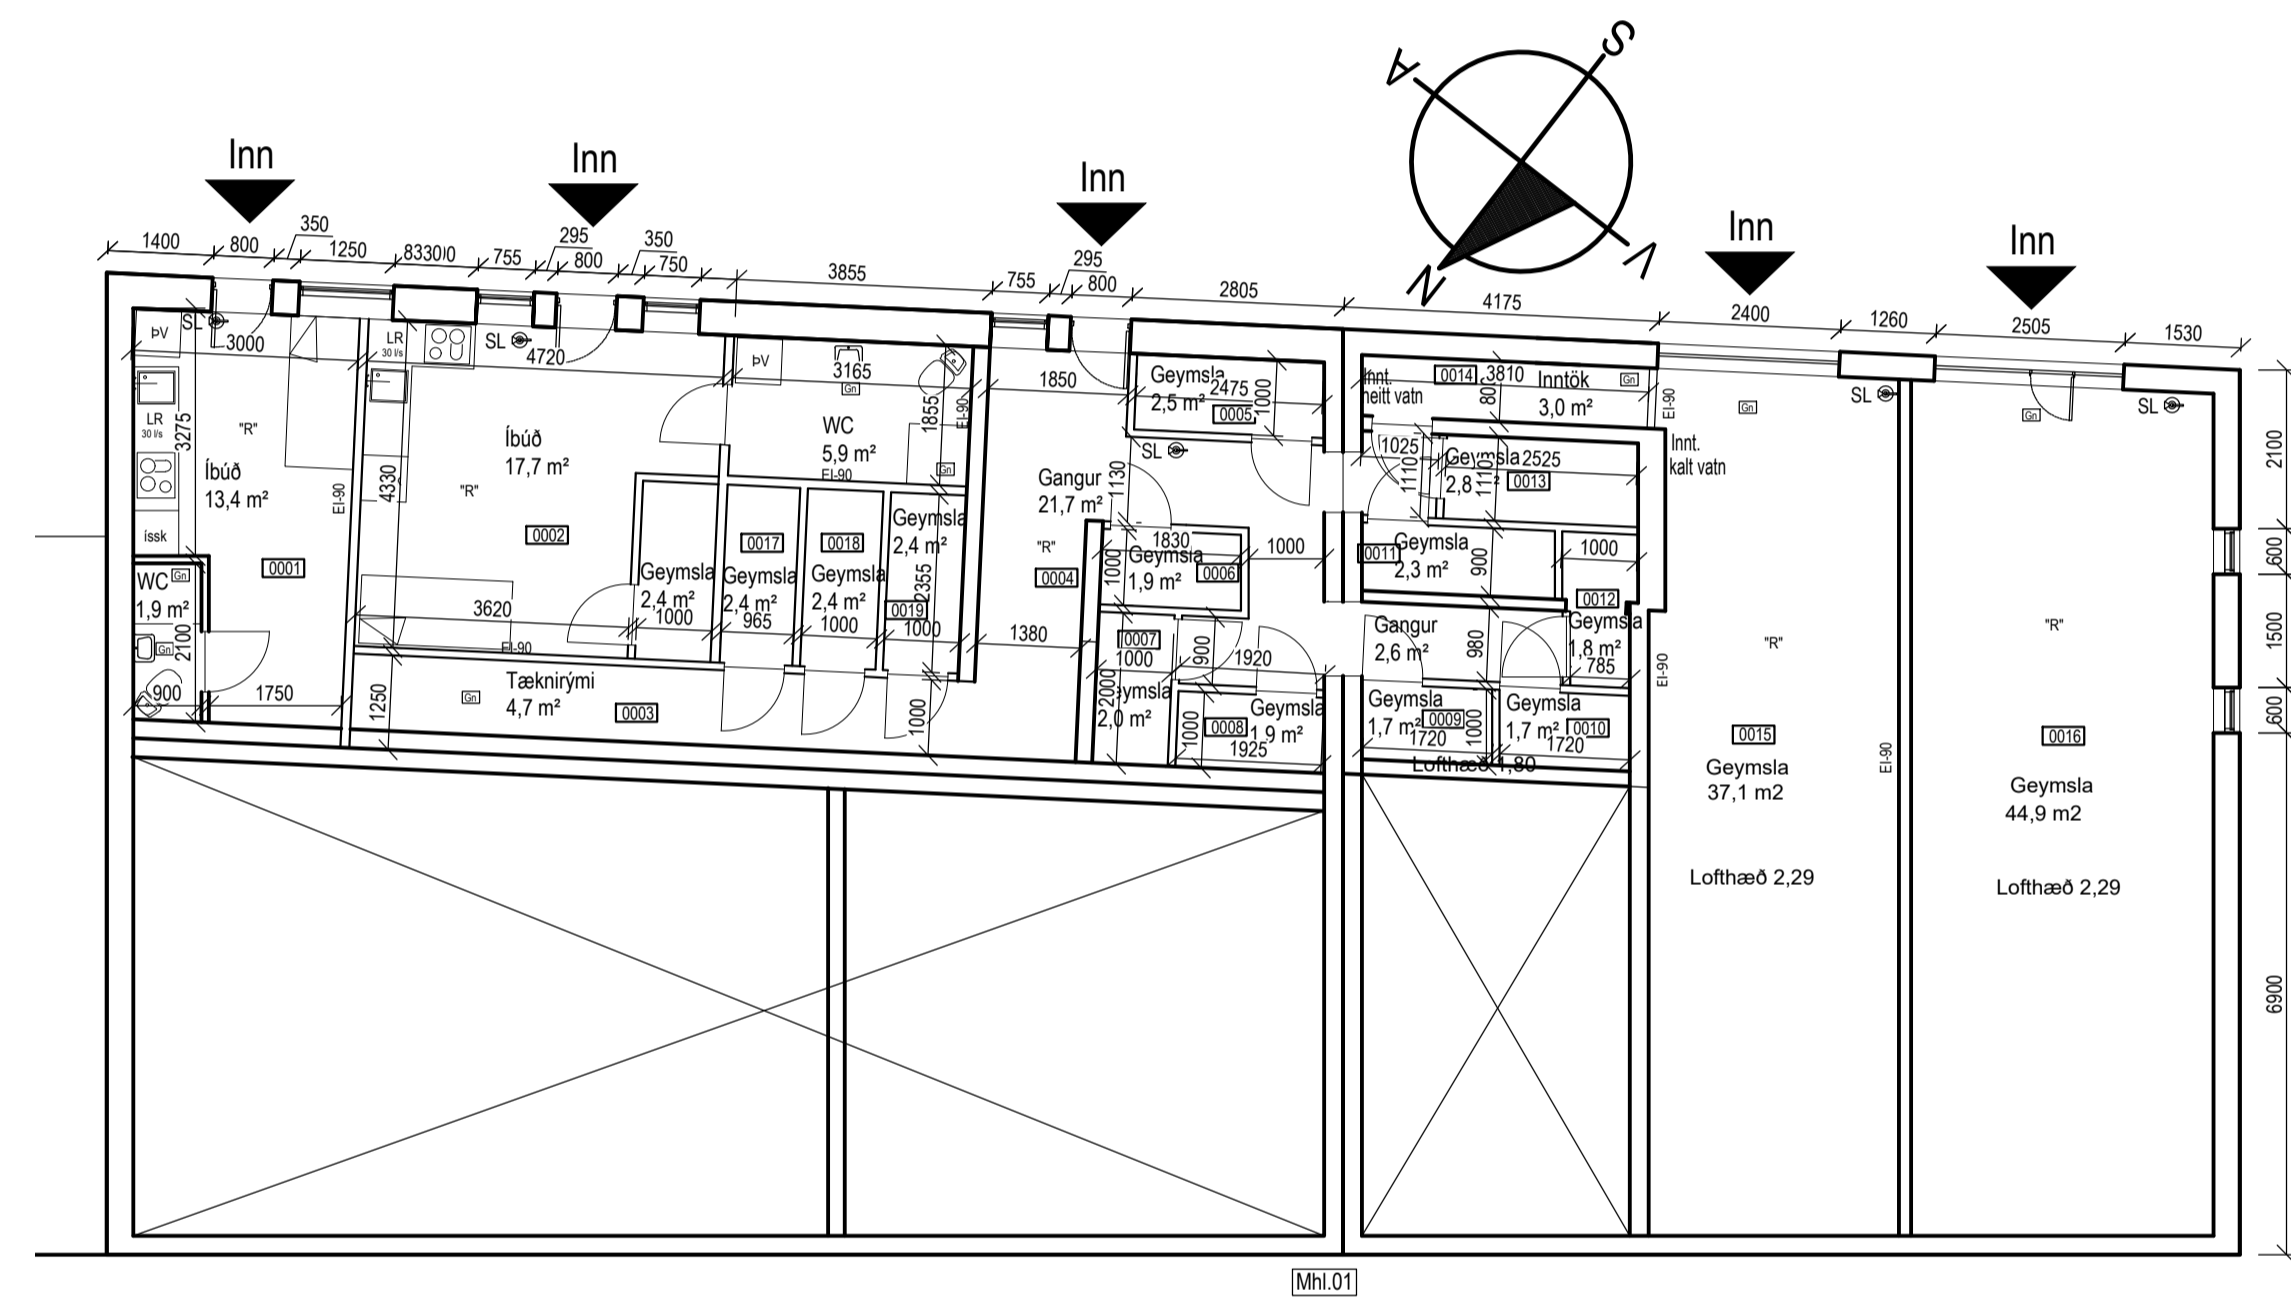 S
A
V
N
Inn
Inn
Inn
Inn
Inn
1400
800
350
1250
755
295
800
350
750
3855
755
295
800
2805
4175
2400
1260
2505
1530
ÞV
SL
3000
LR
30 l/s
3275
"R"
Íbúð
13,4 m²
íssk
EI-90
0001
WC
Gn
1,9 m²
Gn
2100
900
1750
LR
30 l/s
SL
4720
4330
Íbúð
17,7 m²
"R"
0002
3620
EI-90
Geymsla
2,4 m²
1000
ÞV
3165
Gn
WC
5,9 m²
EI-90
1855
EI-90
Gn
0017
Geymsla
2,4 m²
965
0018
Geymsla
2,4 m²
1000
Geymsla
2,4 m²
2355
0019
1000
1250
Gn
Tæknirými
4,7 m²
0003
1000
1850
Gangur
21,7 m²
"R"
0004
1380
Geymsla
2475
2,5 m²
0005
1000
SL
1130
1830
Geymsla
1,9 m²
0006
1000
1000
0007
1000
900
1920
2000
2,0 m²
0008
Geymsla
1,9 m²
1000
1925
Innt.
heitt vatn
0014
3810
Inntök
3,0 m²
Gn
EI-90
1025
1110
Geymsla
2525
2,8
1110
0013
Innt.
kalt vatn
0011
Geymsla
2,3 m²
900
1000
0012
Geymsla
1,8 m²
785
Gangur
2,6 m²
980
EI-90
Geymsla
1,7 m²
0009
1000
1720
Geymsla
1,7 m²
0010
1720
Lofthæð 1,80
Gn
SL
"R"
0015
Geymsla
37,1 m2
Lofthæð 2,29
EI-90
Gn
SL
"R"
0016
Geymsla
44,9 m2
Lofthæð 2,29
2100
600
1500
600
6900
Mhl.01